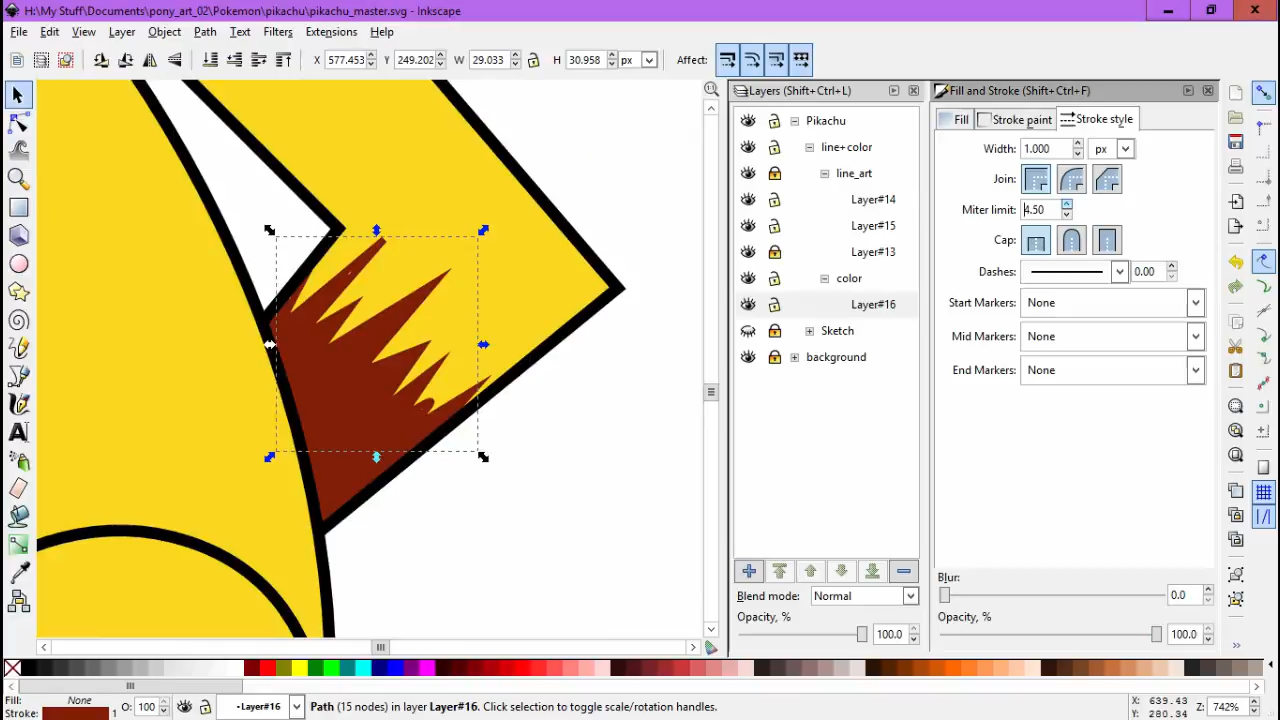 H:\My Stuff\Documents\pony_art_02\Pokemon\pikachu\pikachu_master.svg - Inkscape
File Edit View Layer Object Path Text Filters Extensions Help
X 577.453 Y 249.202 W 29.033 H 30.958 px Affect:
Layers (Shift+Ctrl+L)
Pikachu
line+color
line_art
Layer#14
Layer#15
Layer#13
color
Layer#16
Sketch
background
Blend mode: Normal
Opacity, %
100.0
Fill and Stroke (Shift+Ctrl+F)
Fill Stroke paint Stroke style
Width: 1.000 px
Join:
Miter limit: 4.50
Cap:
Dashes: 0.00
Start Markers: None
Mid Markers: None
End Markers: None
Blur:
0.0
Opacity, %
100.0
Fill: None
Stroke: 1
O: 100
-Layer#16
Path (15 nodes) in layer Layer#16. Click selection to toggle scale/rotation handles.
X: 639.43
Y: 280.34
Z: 742%